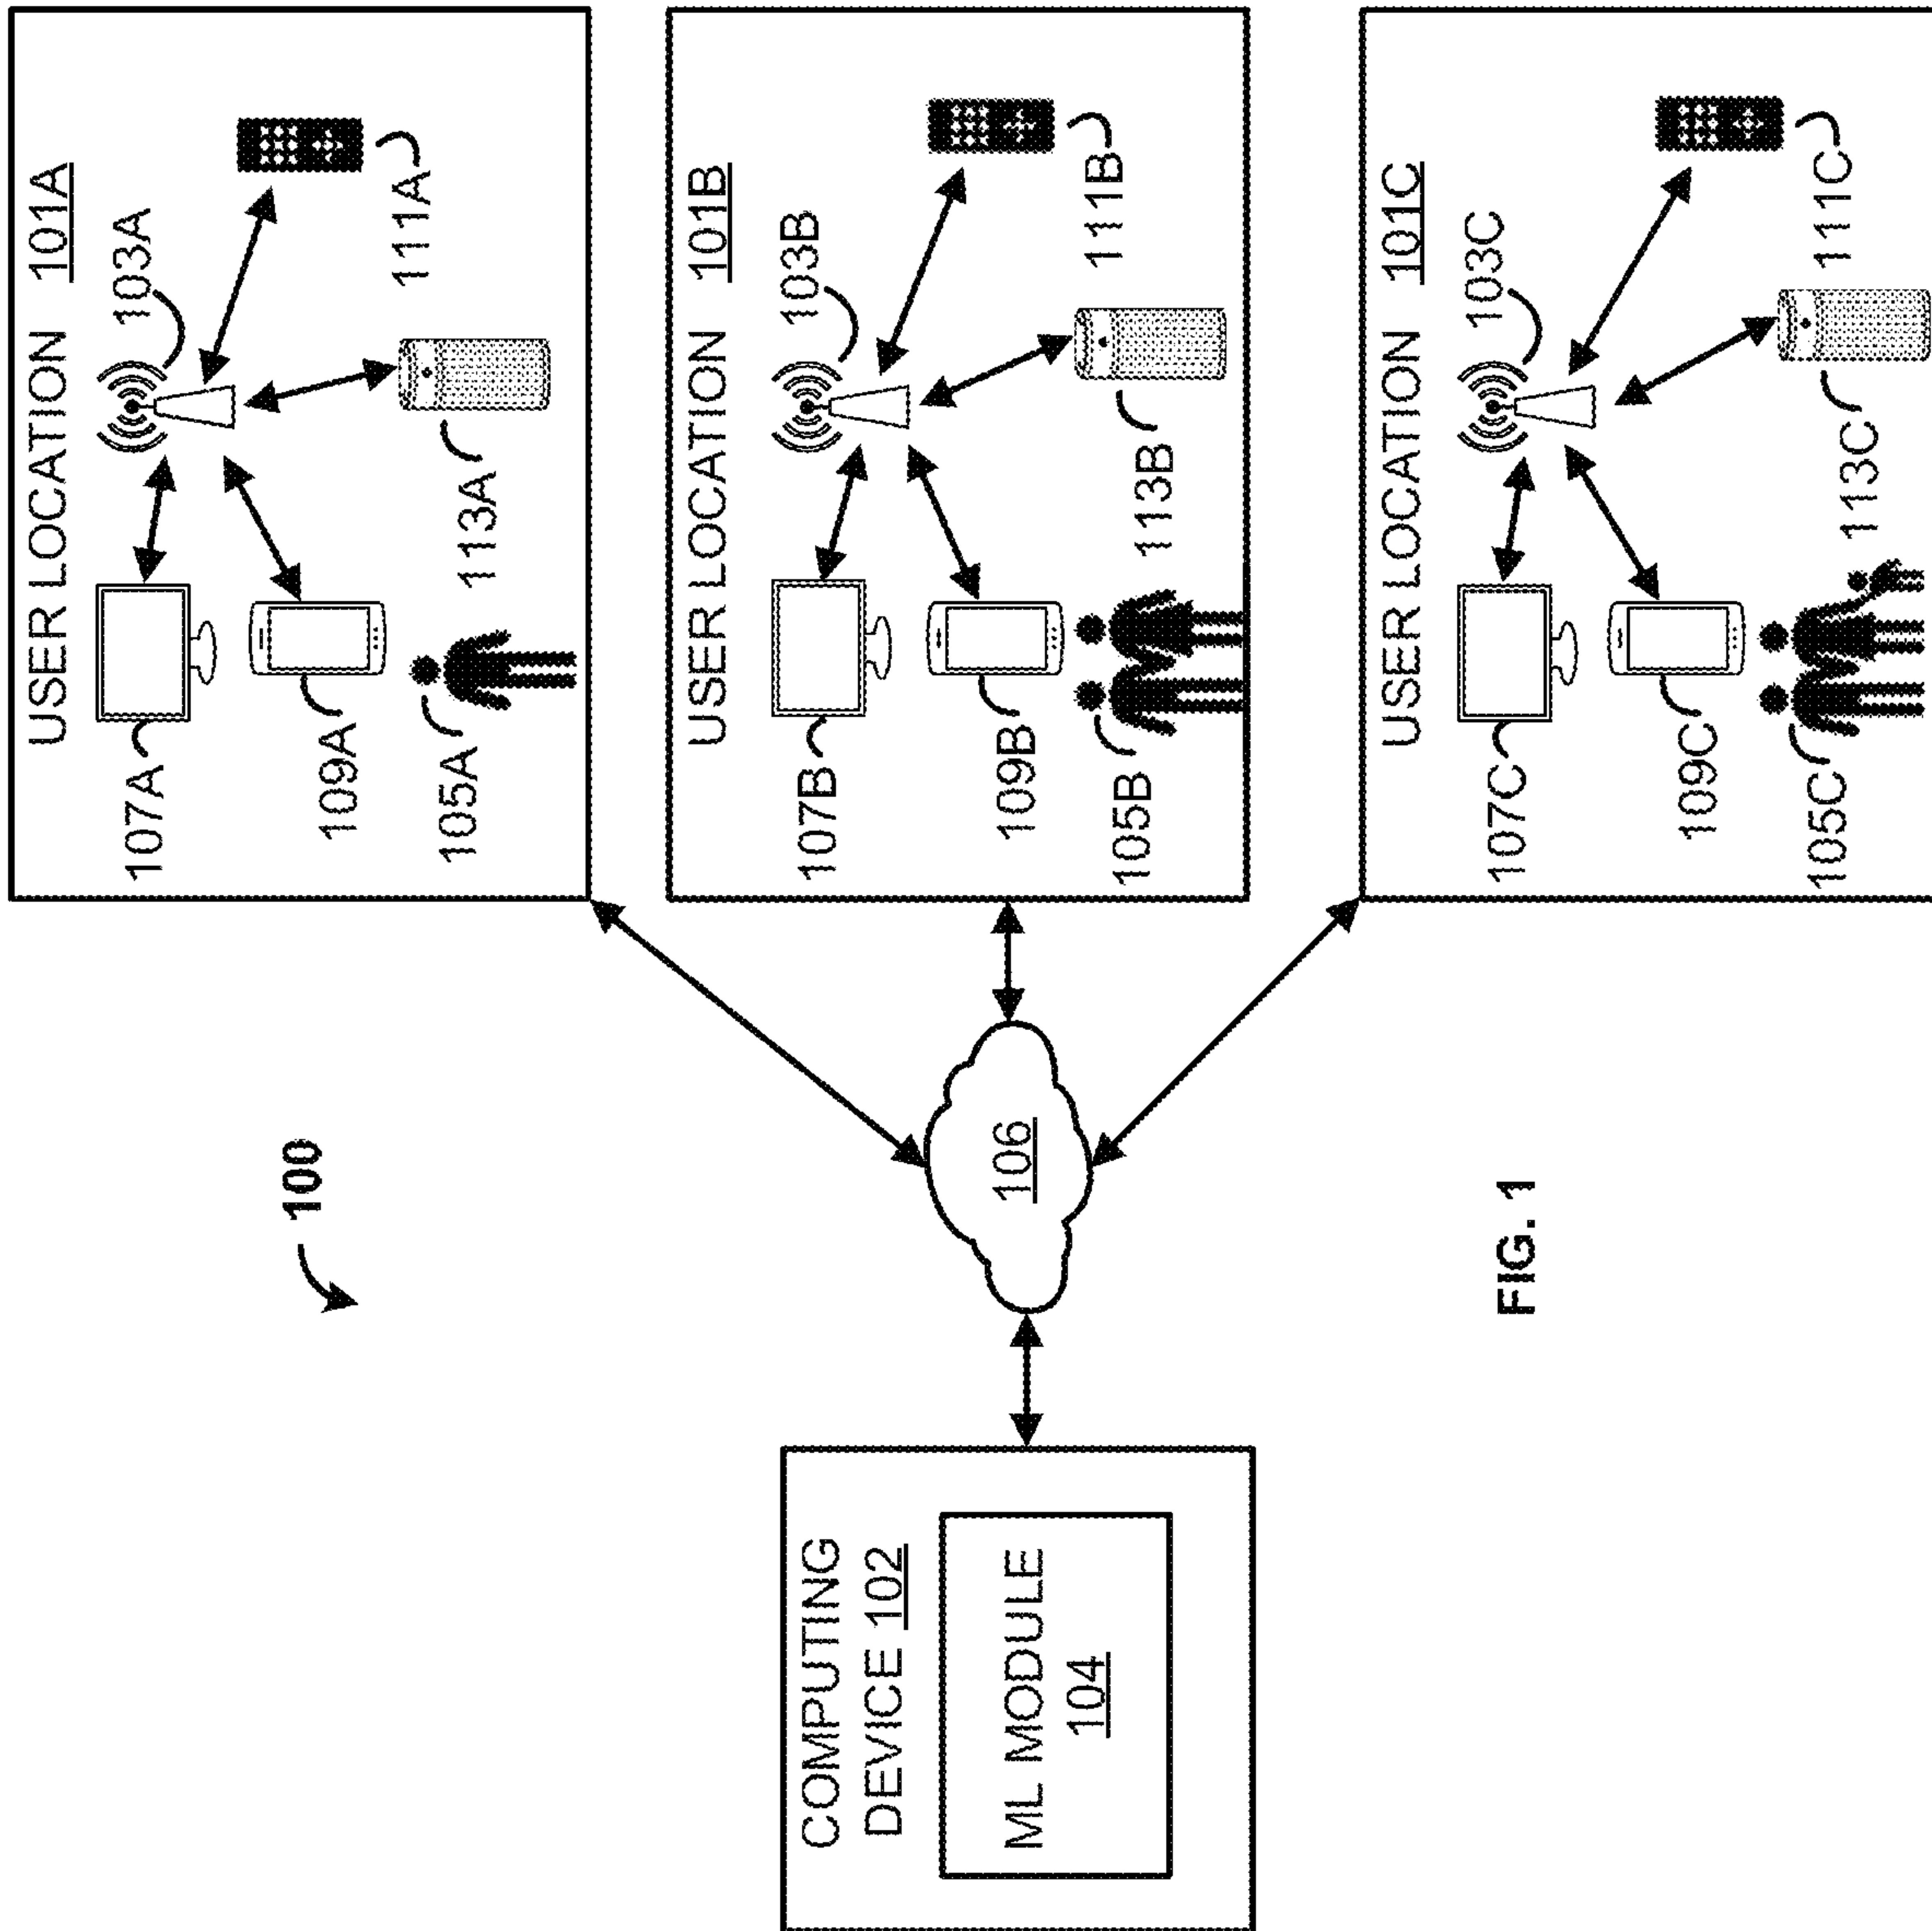 100
COMPUTING
DEVICE 102
ML MODULE
104
106
USER LOCATION 101A
107A
103A
109A
105A
113A
111A
USER LOCATION 101B
107B
103B
109B
105B
113B
111B
USER LOCATION 101C
107C
103C
109C
105C
113C
111C
FIG. 1